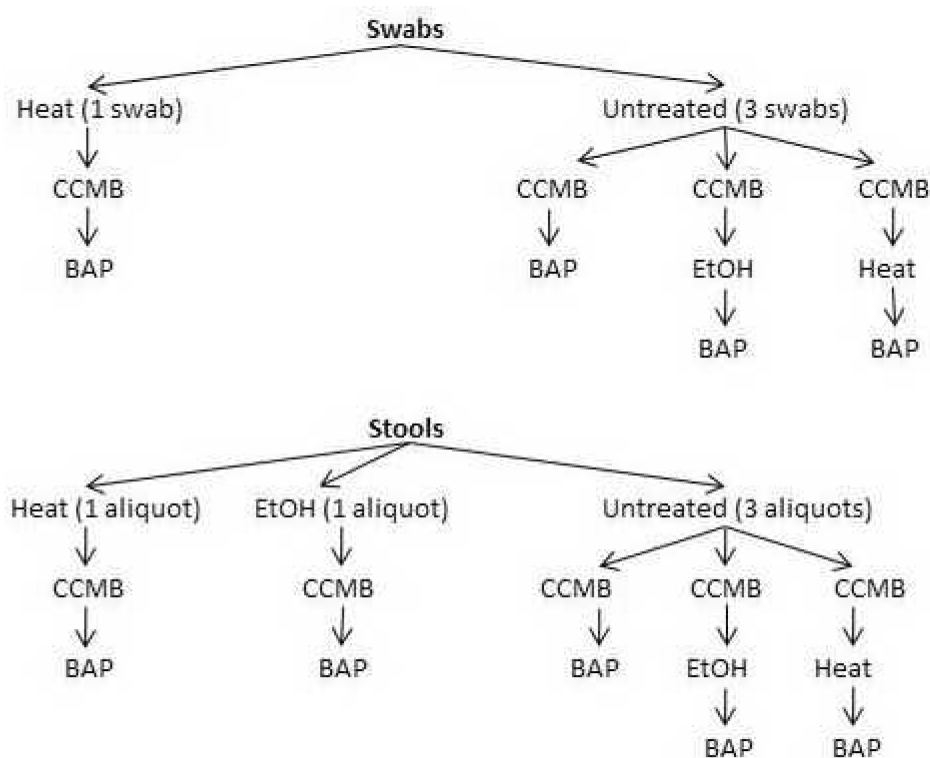 Swabs
Heat (1 swab) Untreated (3 swabs)
CCMB CCMB CCMB CCMB
BAP BAP EtOH Heat
BAP BAP
Stools
Heat (1 aliquot) EtOH (1 aliquot) Untreated (3 aliquots)
CCMB CCMB CCMB CCMB CCMB
BAP BAP BAP EtOH Heat
BAP BAP